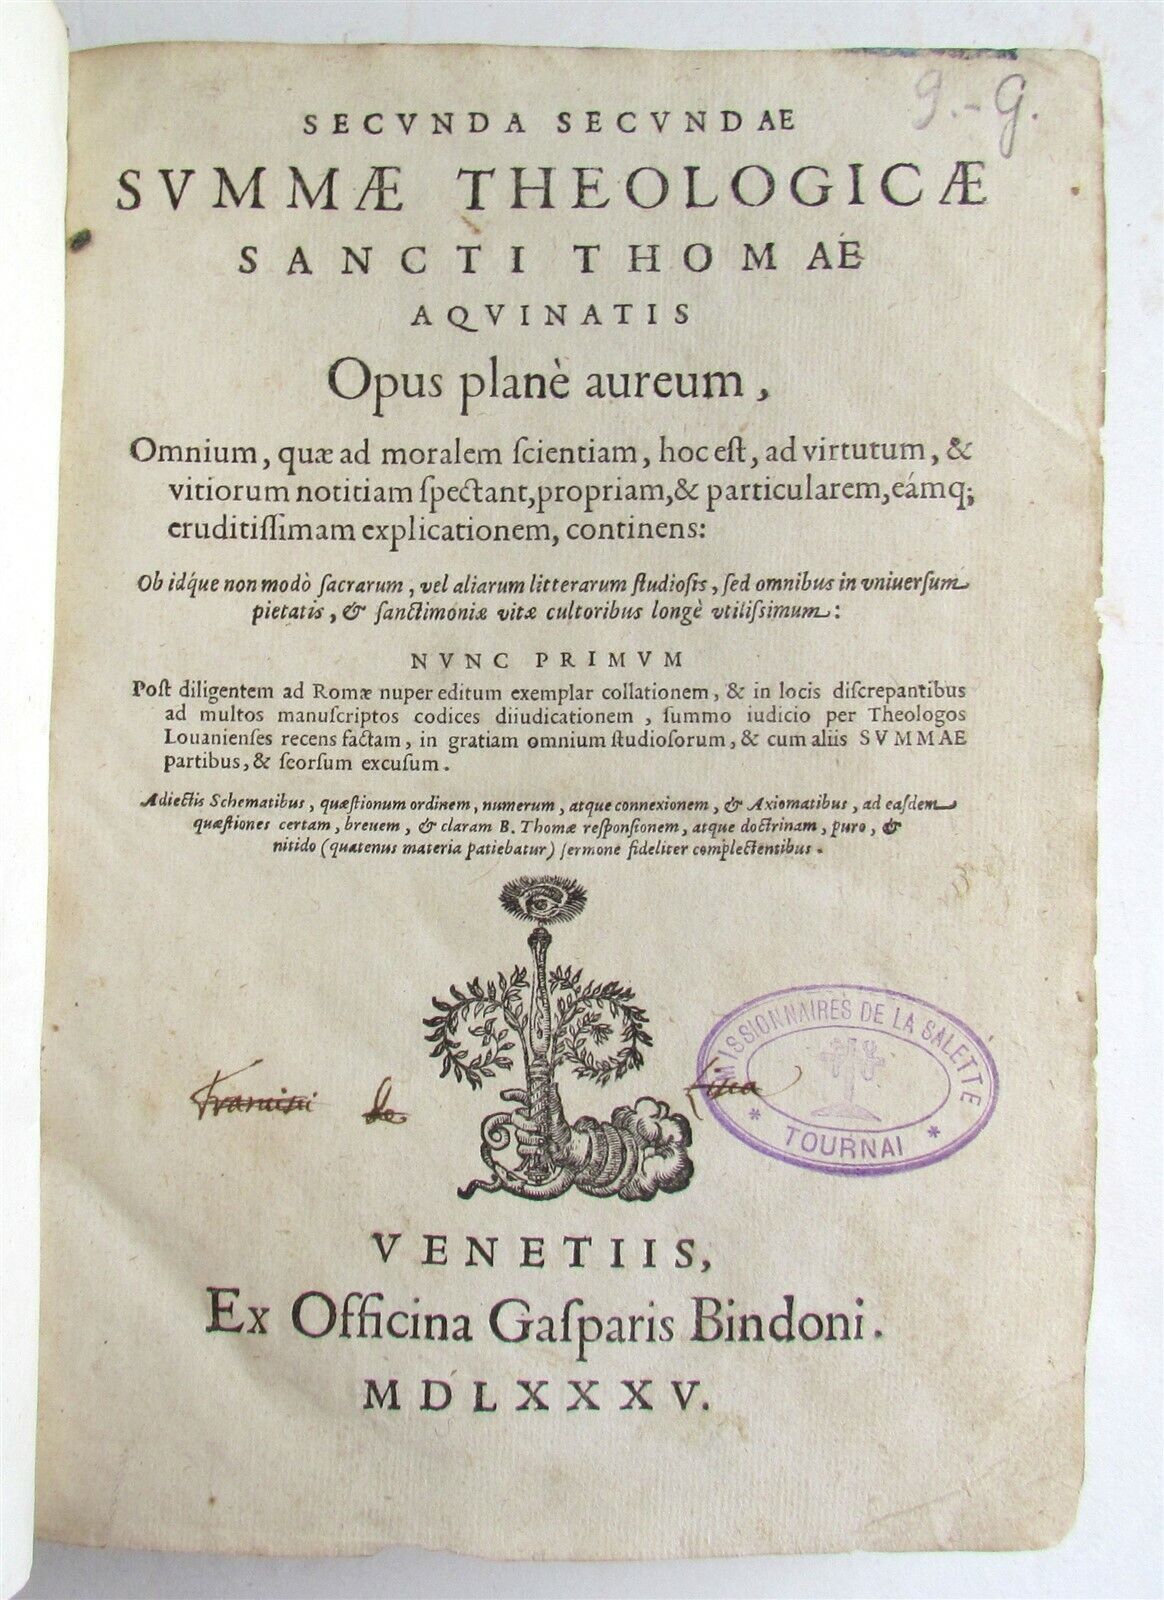 9.-G.
SECVNDA SECVNDAE
SVMMÆ THEOLOGICÆ
SANCTI THOMAE
AQVINATIS
Opus planè aureum,
Omnium, quæ ad moralem ſcientiam, hoc eſt, ad virtutum, &
vitiorum notitiam ſpectant, propriam, & particularem, eámq;
eruditiſſimam explicationem, continens:
Ob idq́ue non modò ſacrarum, vel aliarum litterarum ſtudioſis, ſed omnibus in vniuerſum
pietatis, & ſanctimoniæ vitæ cultoribus longè vtiliſsimum:
NVNC PRIMVM
Poſt diligentem ad Romæ nuper editum exemplar collationem, & in locis diſcrepantibus
ad multos manuſcriptos codices diiudicationem, ſummo iudicio per Theologos
Louanienſes recens factam, in gratiam omnium ſtudioſorum, & cum aliis SVMMAE
partibus, & ſeorſum excuſum.
Adiectis Schematibus, quæſtionum ordinem, numerum, atque connexionem, & Axiomatibus, ad eaſdem
quæſtiones certam, breuem, & claram B. Thomæ reſponſionem, atque doctrinam, puro, &
nitido (quatenus materia patiebatur) ſermone fideliter complectentibus.
de
MISSIONNAIRES DE LA SALETTE
* TOURNAI *
VENETIIS,
Ex Officina Gaſparis Bindoni.
MDLXXXV.